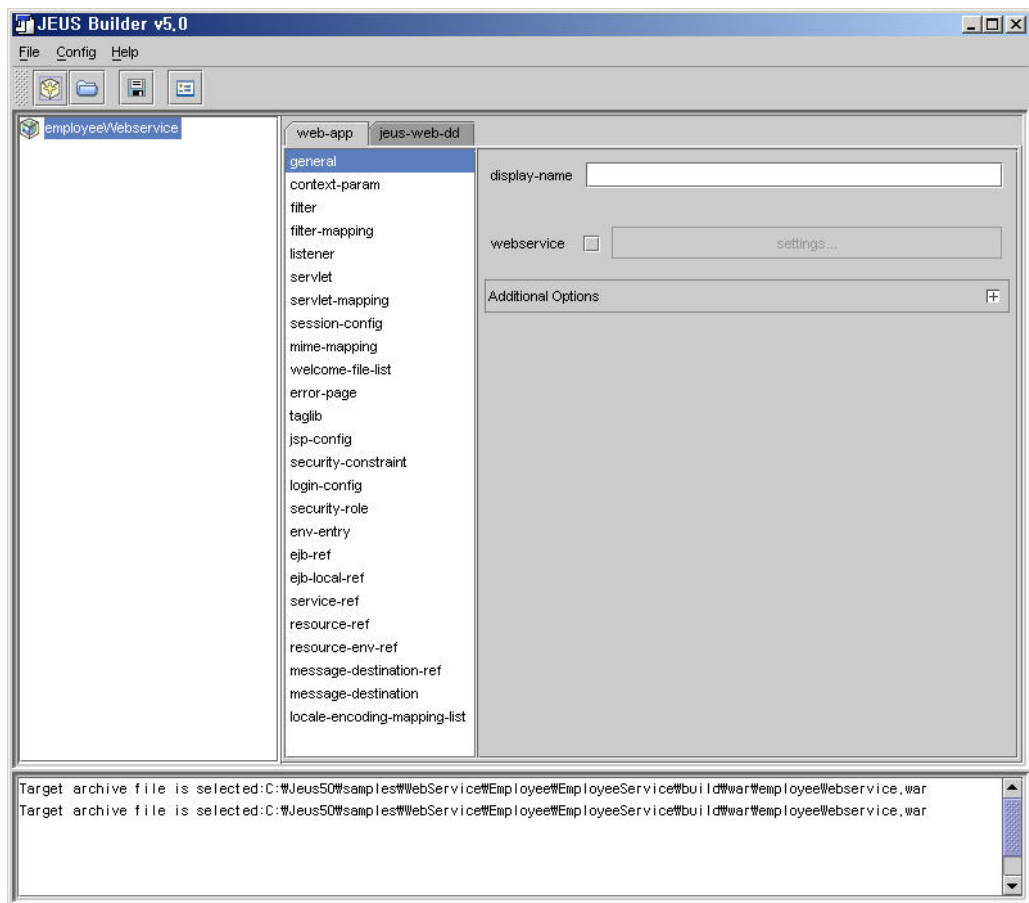 JEUS Builder v5.0
File Config Help
employeeWebservice
web-app jeus-web-dd
general
context-param
filter
filter-mapping
listener
servlet
servlet-mapping
session-config
mime-mapping
welcome-file-list
error-page
taglib
jsp-config
security-constraint
login-config
security-role
env-entry
ejb-ref
ejb-local-ref
service-ref
resource-ref
resource-env-ref
message-destination-ref
message-destination
locale-encoding-mapping-list
display-name
webservice settings...
Additional Options
Target archive file is selected:C:₩Jeus50₩samples₩WebService₩Employee₩EmployeeService₩build₩war₩employeeWebservice.war
Target archive file is selected:C:₩Jeus50₩samples₩WebService₩Employee₩EmployeeService₩build₩war₩employeeWebservice.war